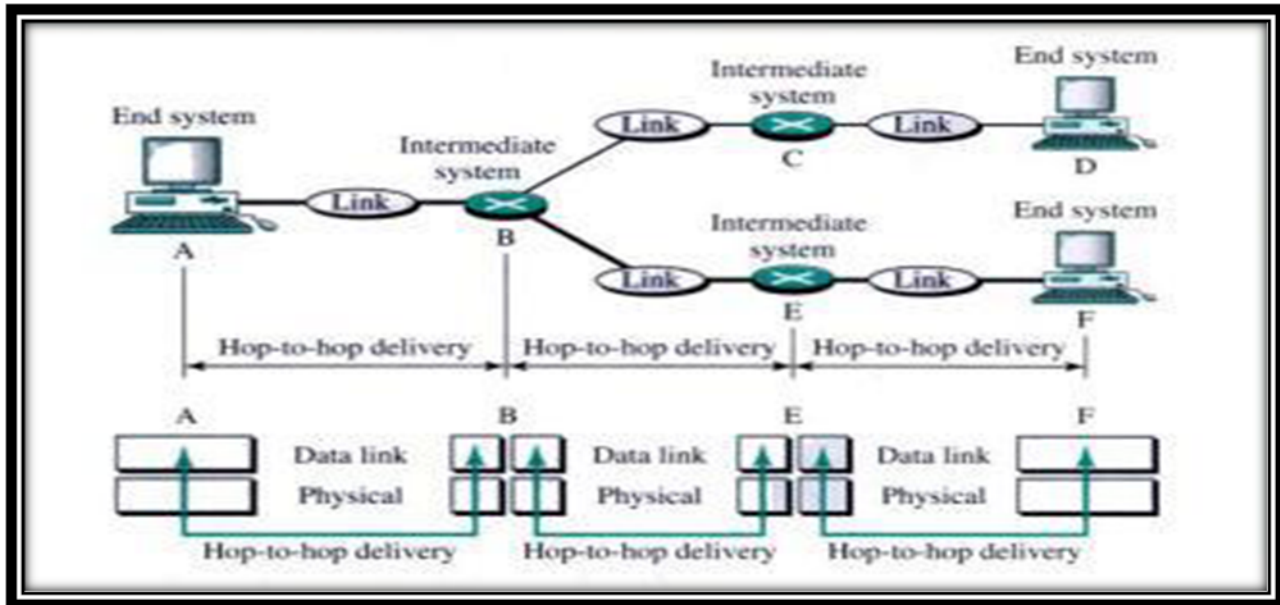 End system
Intermediate
system
End system
Link
Link
C
D
Intermediate
system
Link
A
B
Intermediate
system
End system
Link
Link
E
F
Hop-to-hop delivery
Hop-to-hop delivery
Hop-to-hop delivery
A
B
E
F
Data link
Data link
Data link
Physical
Physical
Physical
Hop-to-hop delivery
Hop-to-hop delivery
Hop-to-hop delivery